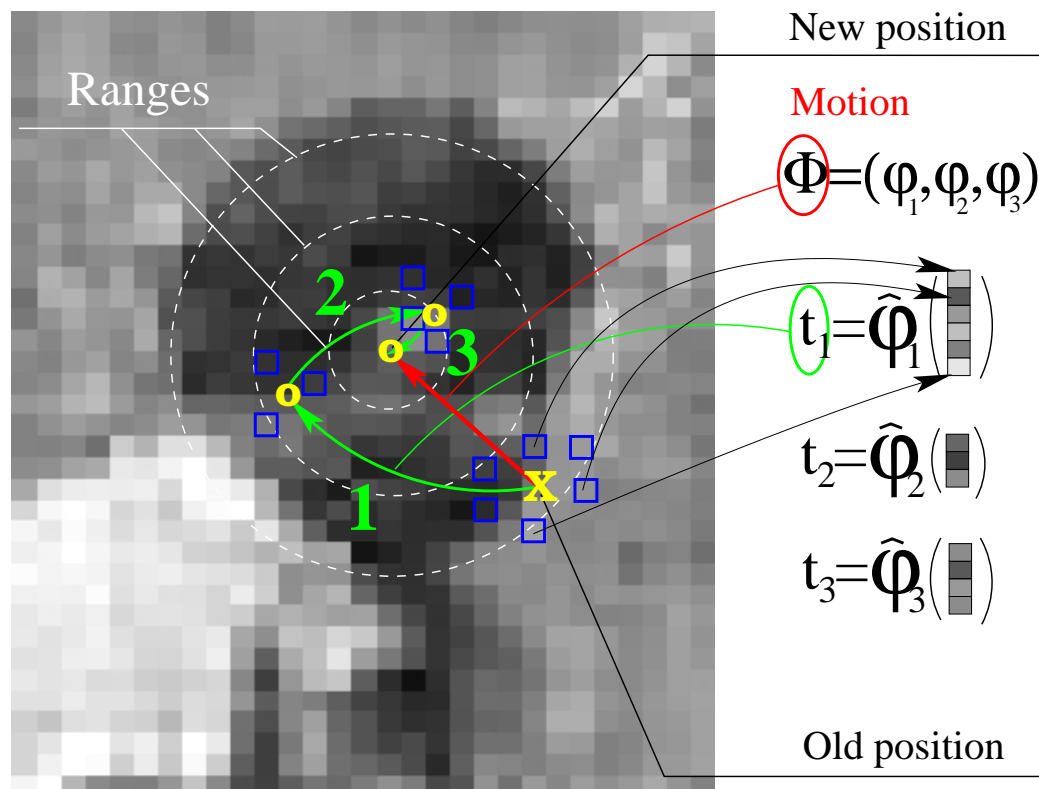 New position
Ranges
Motion
Φ=(φ₁,φ₂,φ₃)
2
o
t₁=φ̂₁( )
o
3
o
t₂=φ̂₂( )
x
1
t₃=φ̂₃( )
Old position